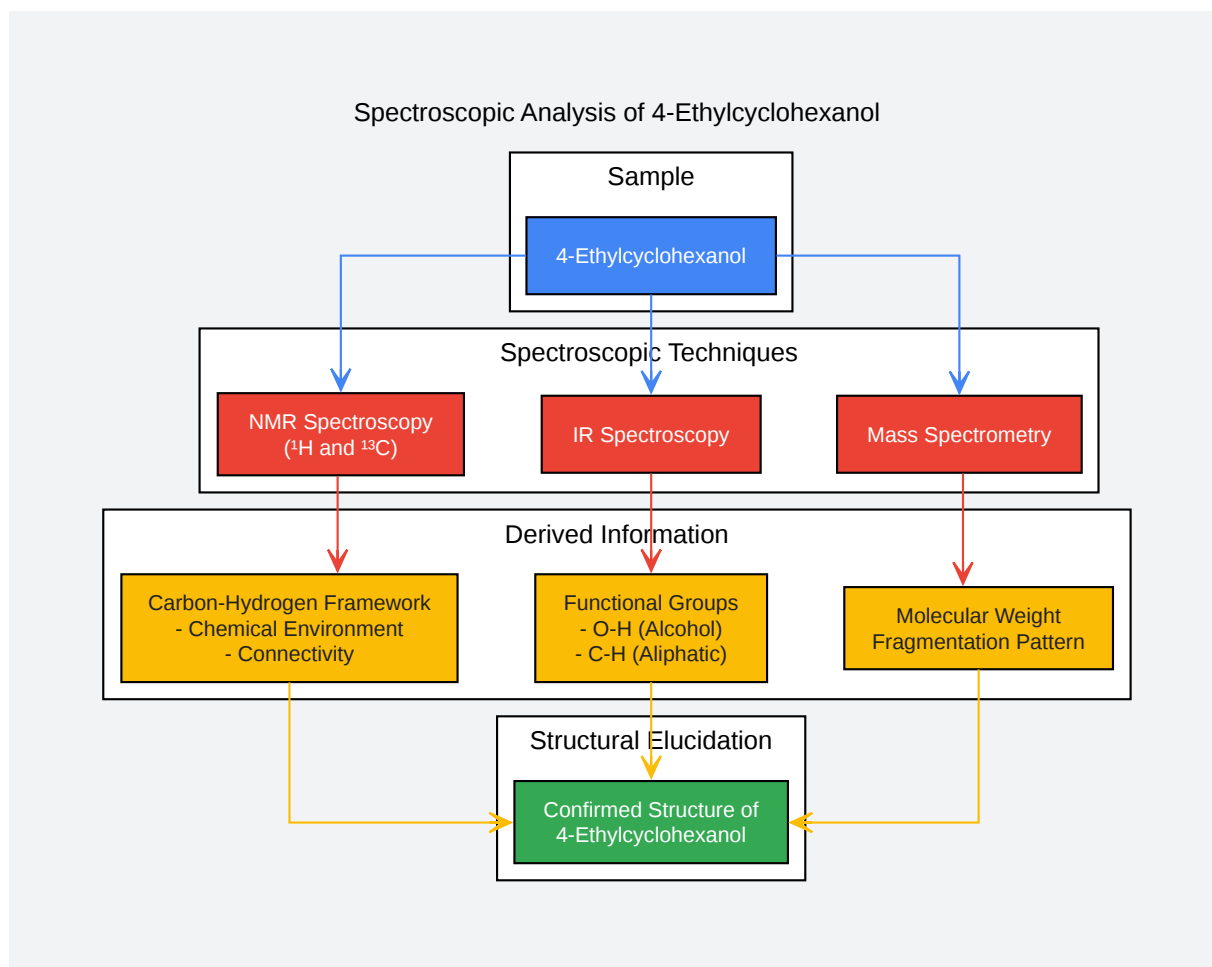 Spectroscopic Analysis of 4-Ethylcyclohexanol
Sample
4-Ethylcyclohexanol
Spectroscopic Techniques
NMR Spectroscopy
(¹H and ¹³C)
IR Spectroscopy
Mass Spectrometry
Derived Information
Carbon-Hydrogen Framework
- Chemical Environment
- Connectivity
Functional Groups
- O-H (Alcohol)
- C-H (Aliphatic)
Molecular Weight
Fragmentation Pattern
Structural Elucidation
Confirmed Structure of
4-Ethylcyclohexanol